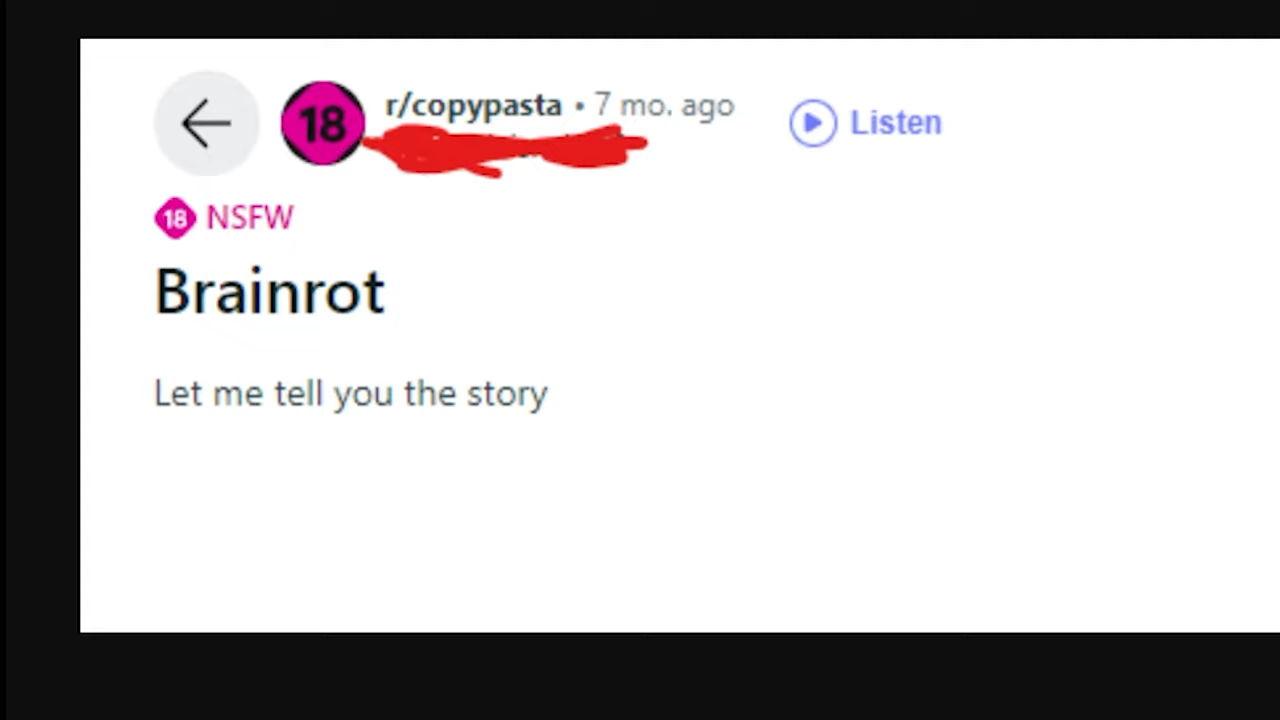 18 r/copypasta • 7 mo. ago Listen
18 NSFW
Brainrot
Let me tell you the story